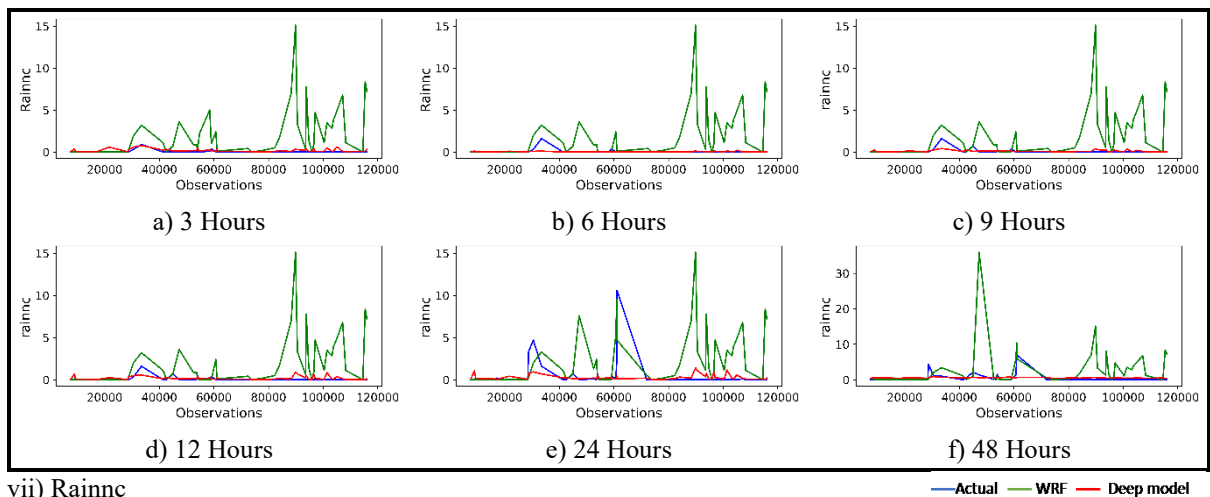 15
10
5
0
Rainnc
20000 40000 60000 80000 100000 120000
Observations
a) 3 Hours
15
10
5
0
Rainnc
20000 40000 60000 80000 100000 120000
Observations
b) 6 Hours
15
10
5
0
rainnc
20000 40000 60000 80000 100000 120000
Observations
c) 9 Hours
15
10
5
0
rainnc
20000 40000 60000 80000 100000 120000
Observations
d) 12 Hours
15
10
5
0
rainnc
20000 40000 60000 80000 100000 120000
Observations
e) 24 Hours
30
20
10
0
rainnc
20000 40000 60000 80000 100000 120000
Observations
f) 48 Hours
vii) Rainnc
Actual WRF Deep model